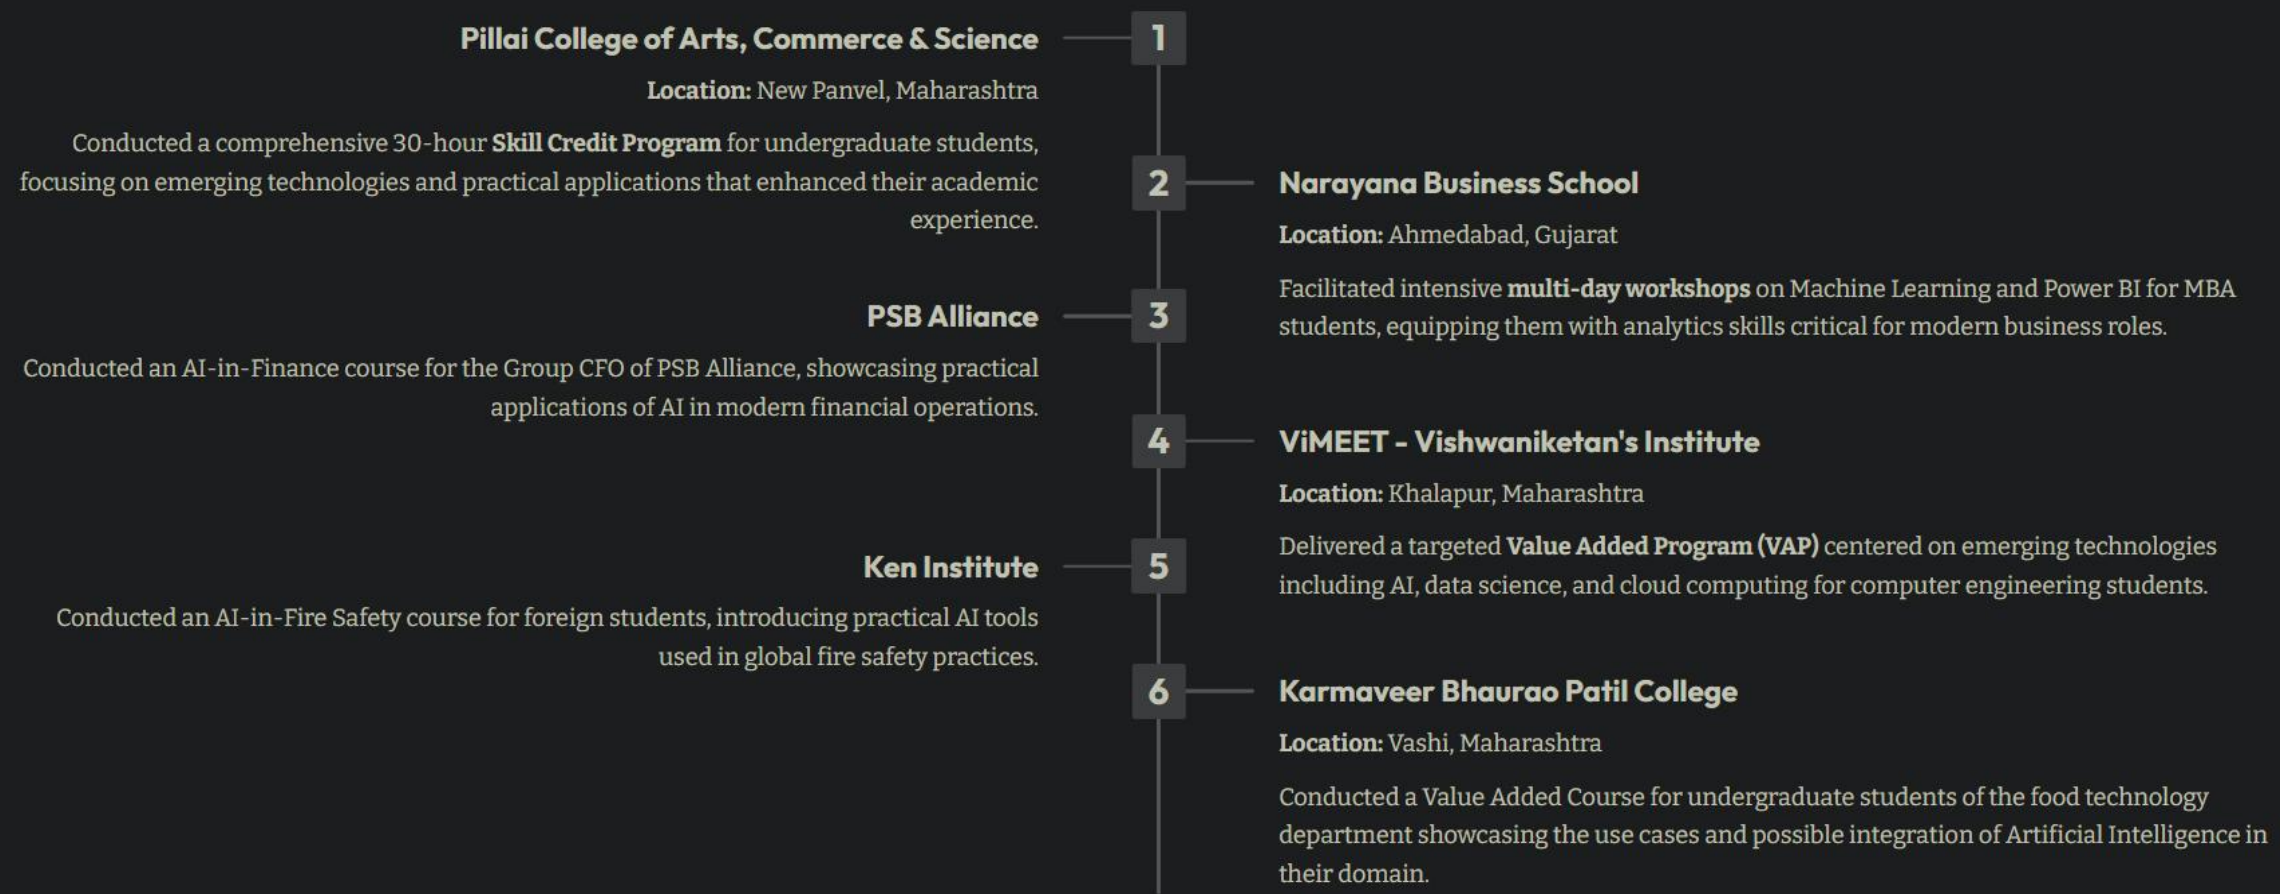 Pillai College of Arts, Commerce & Science
1
Location: New Panvel, Maharashtra
Conducted a comprehensive 30-hour Skill Credit Program for undergraduate students,
focusing on emerging technologies and practical applications that enhanced their academic
experience.
2
Narayana Business School
Location: Ahmedabad, Gujarat
Facilitated intensive multi-day workshops on Machine Learning and Power BI for MBA
students, equipping them with analytics skills critical for modern business roles.
PSB Alliance
3
Conducted an AI-in-Finance course for the Group CFO of PSB Alliance, showcasing practical
applications of AI in modern financial operations.
4
ViMEET - Vishwaniketan's Institute
Location: Khalapur, Maharashtra
Delivered a targeted Value Added Program (VAP) centered on emerging technologies
including AI, data science, and cloud computing for computer engineering students.
Ken Institute
5
Conducted an AI-in-Fire Safety course for foreign students, introducing practical AI tools
used in global fire safety practices.
6
Karmaveer Bhaurao Patil College
Location: Vashi, Maharashtra
Conducted a Value Added Course for undergraduate students of the food technology
department showcasing the use cases and possible integration of Artificial Intelligence in
their domain.